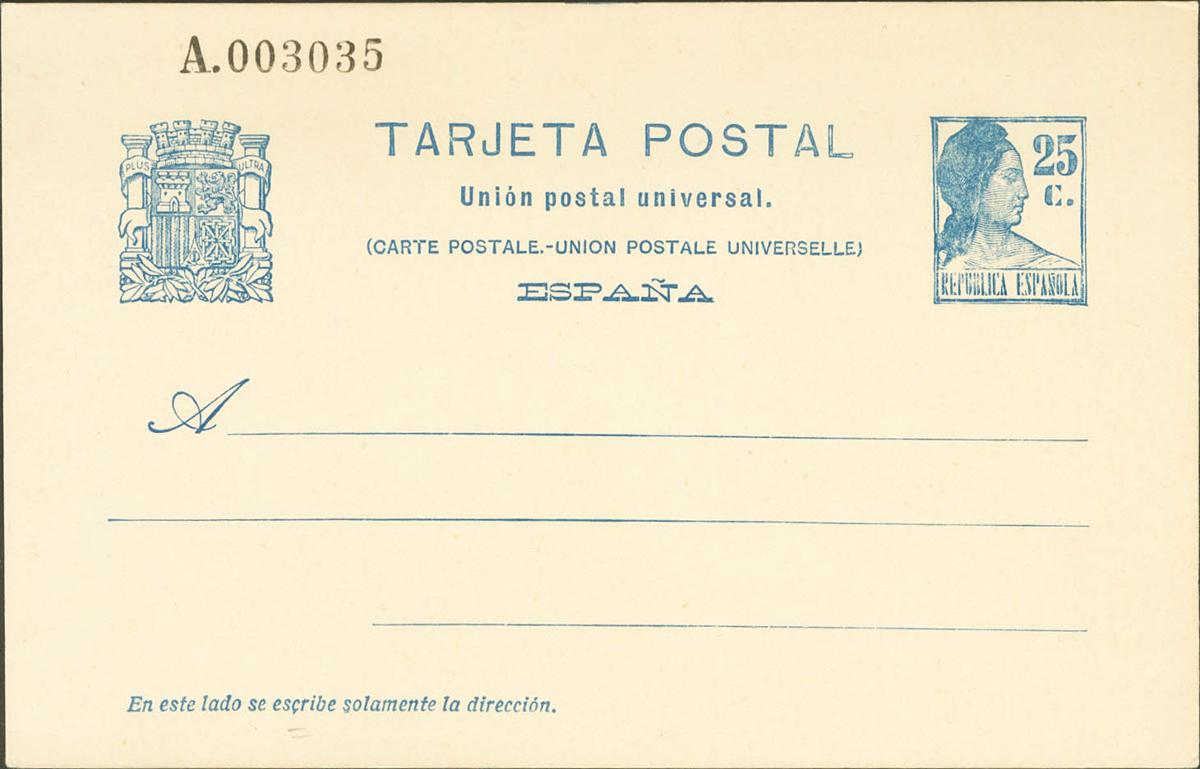 A.003035
PLUS ULTRA
TARJETA POSTAL
Unión postal universal.
(CARTE POSTALE.-UNION POSTALE UNIVERSELLE)
ESPAÑA
25
C.
REPUBLICA ESPAÑOLA
A
En este lado se escribe solamente la dirección.